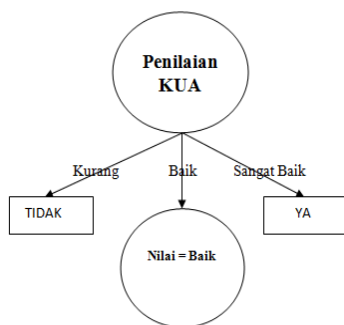 Penilaian
KUA
Kurang
Baik
Sangat Baik
TIDAK
YA
Nilai = Baik